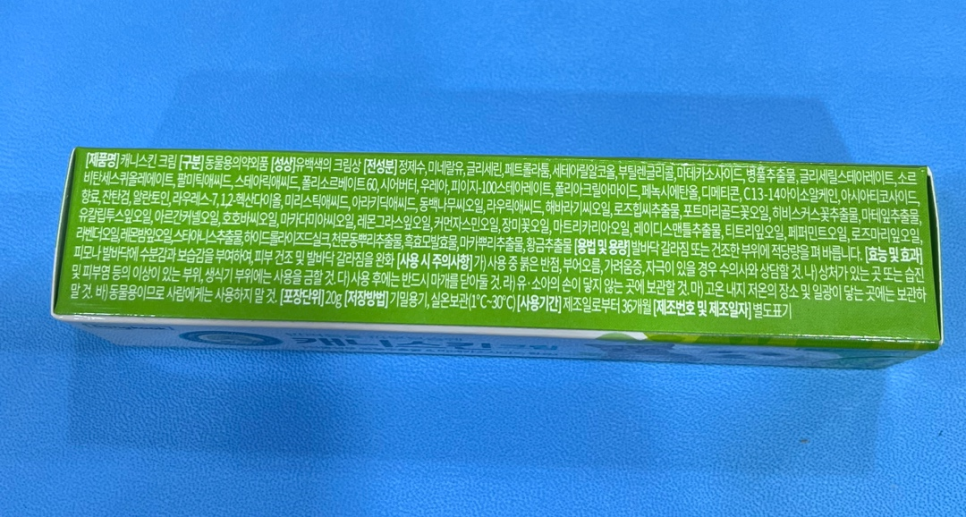 [제품명] 캐니스킨 크림 [구분] 동물용의약외품 [성상]유백색의 크림상 [전성분] 정제수, 미네랄유, 글리세린, 페트롤라툼, 세테아릴알코올, 부틸렌글리콜, 마데카소사이드, 병풀추출물, 글리세릴스테아레이트, 소르
비탄세스퀴올레에이트, 팔미틱애씨드, 스테아릭애씨드, 폴리소르베이트 60, 시어버터, 우레아, 피이지-100스테아레이트, 폴리아크릴아마이드, 페녹시에탄올, 디메티콘, C13-14아이소알케인, 아시아티코사이드,
향료, 잔탄검, 알란토인, 라우레스-7, 1,2-헥산다이올, 미리스틱애씨드, 아라키딕애씨드, 동백나무씨오일, 라우릭애씨드, 해바라기씨오일, 로즈힙씨추출물, 포트마리골드꽃오일, 히비스커스꽃추출물, 마테잎추출물,
유칼립투스잎오일, 아르간커넬오일, 호호바씨오일, 마카다미아씨오일, 레몬그라스잎오일, 커먼자스민오일, 장미꽃오일, 마트리카리아오일, 레이디스맨틀추출물, 티트리잎오일, 페퍼민트오일, 로즈마리잎오일,
라벤더오일, 레몬밤잎오일, 스타아니스추출물, 하이드롤라이즈드실크, 천문동뿌리추출물, 흑효모발효물, 마카뿌리추출물, 황금추출물 [용법 및 용량] 발바닥 갈라짐 또는 건조한 부위에 적당량을 펴 바릅니다. [효능 및 효과]
피모나 발바닥에 수분감과 보습감을 부여하여, 피부 건조 및 발바닥 갈라짐을 완화 [사용 시 주의사항] 가) 사용 중 붉은 반점, 부어오름, 가려움증, 자극이 있을 경우 수의사와 상담할 것. 나) 상처가 있는 곳 또는 습진
및 피부염 등의 이상이 있는 부위, 생식기 부위에는 사용을 금할 것. 다) 사용 후에는 반드시 마개를 닫아둘 것. 라) 유·소아의 손이 닿지 않는 곳에 보관할 것. 마) 고온 내지 저온의 장소 및 일광이 닿는 곳에는 보관하
말 것. 바) 동물용이므로 사람에게는 사용하지 말 것. [포장단위] 20g [저장방법] 기밀용기, 실온보관(1℃-30℃) [사용기간] 제조일로부터 36개월 [제조번호 및 제조일자] 별도표기
캐니스킨 크림